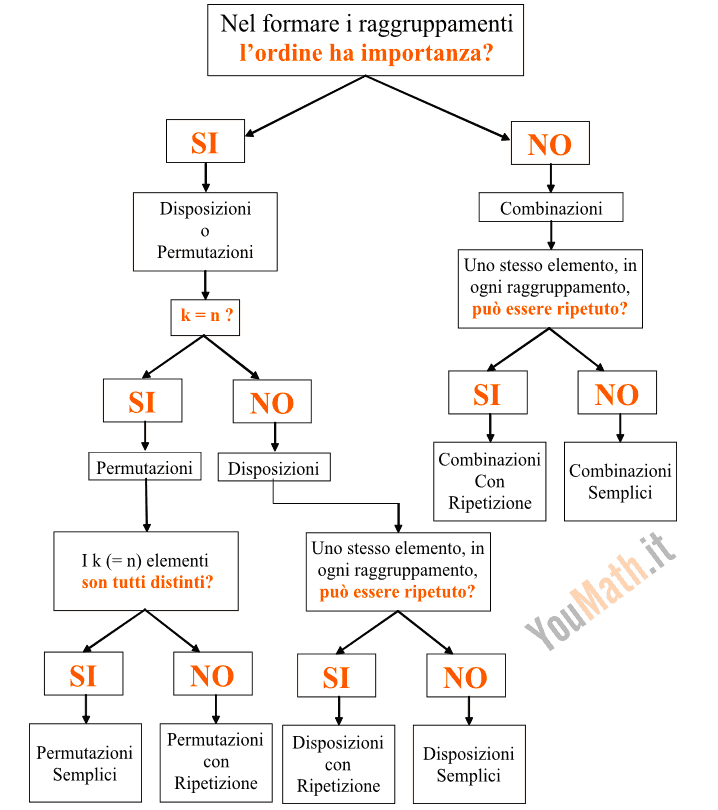 Nel formare i raggruppamenti
l'ordine ha importanza?
SI
NO
Disposizioni
o
Permutazioni
Combinazioni
Uno stesso elemento, in
ogni raggruppamento,
può essere ripetuto?
k = n ?
SI
NO
SI
NO
Permutazioni
Disposizioni
Combinazioni
Con
Ripetizione
Combinazioni
Semplici
I k (= n) elementi
son tutti distinti?
Uno stesso elemento, in
ogni raggruppamento,
può essere ripetuto?
YouMath.it
SI
NO
SI
NO
Permutazioni
Semplici
Permutazioni
con
Ripetizione
Disposizioni
con
Ripetizione
Disposizioni
Semplici